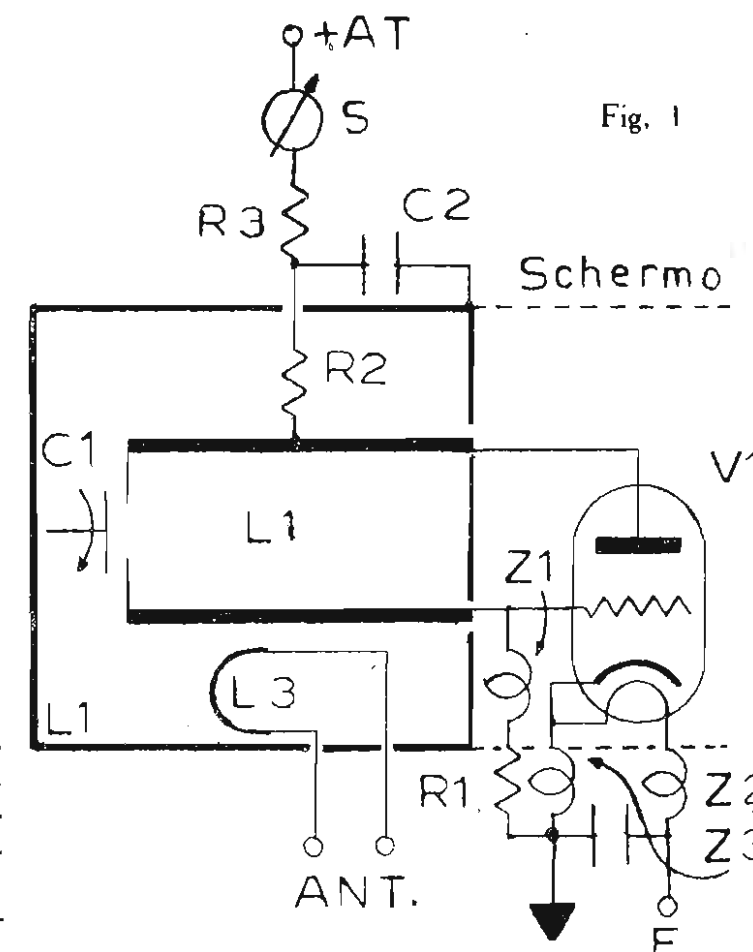 +AT
S
Fig. 1
R3
C2
Schermo
R2
C1
V1
L1
Z1
L3
L1
R1
Z2
Z3
ANT.
F